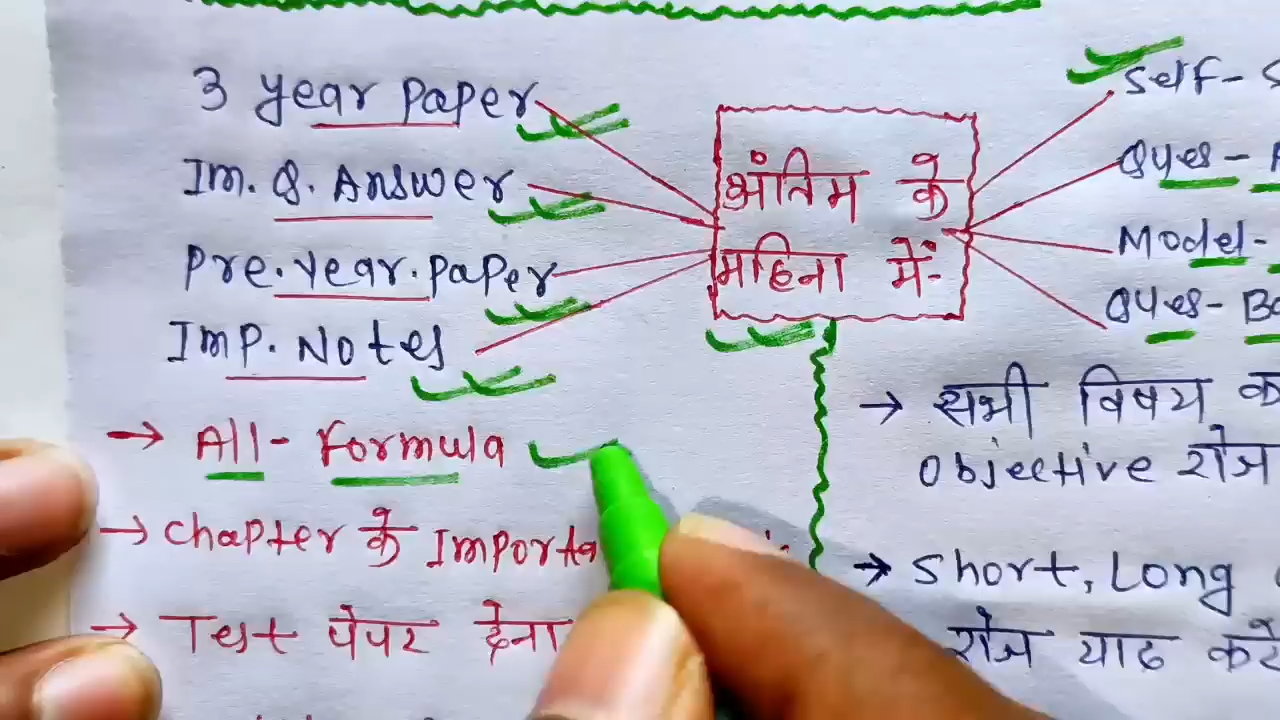 3 year paper
Im. Q. Answer
Pre. year. paper
Imp. Notes
→ All- Formula
→ Chapter के
→ Test पेपर देना
अंतिम के
महिना में-
Self-
Ques-
Model-
Ques-
→ सभी विषय
Objective रोज
→ Short, Long
रोज याद करे